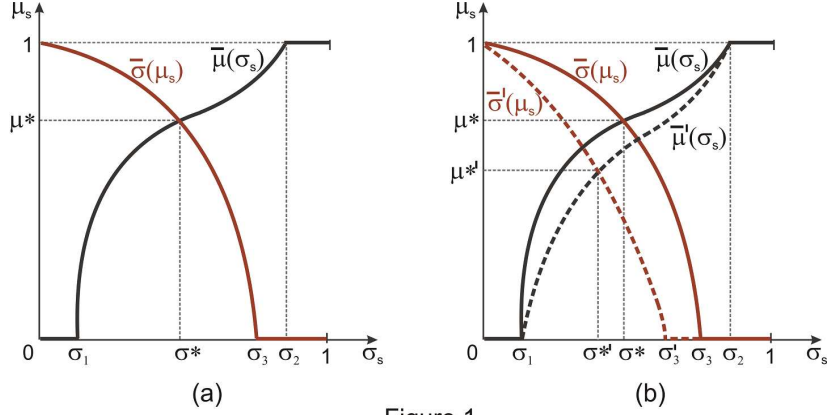 μs
1
σ̅(μs)
μ̅(σs)
μ*
0
σ1
σ*
σ3
σ2
1
σs
(a)
μs
1
σ̅(μs)
μ̅(σs)
σ̅'(μs)
μ*
μ̅'(σs)
μ*'
0
σ1
σ*'
σ*
σ'3
σ3
σ2
1
σs
(b)
Figure 1